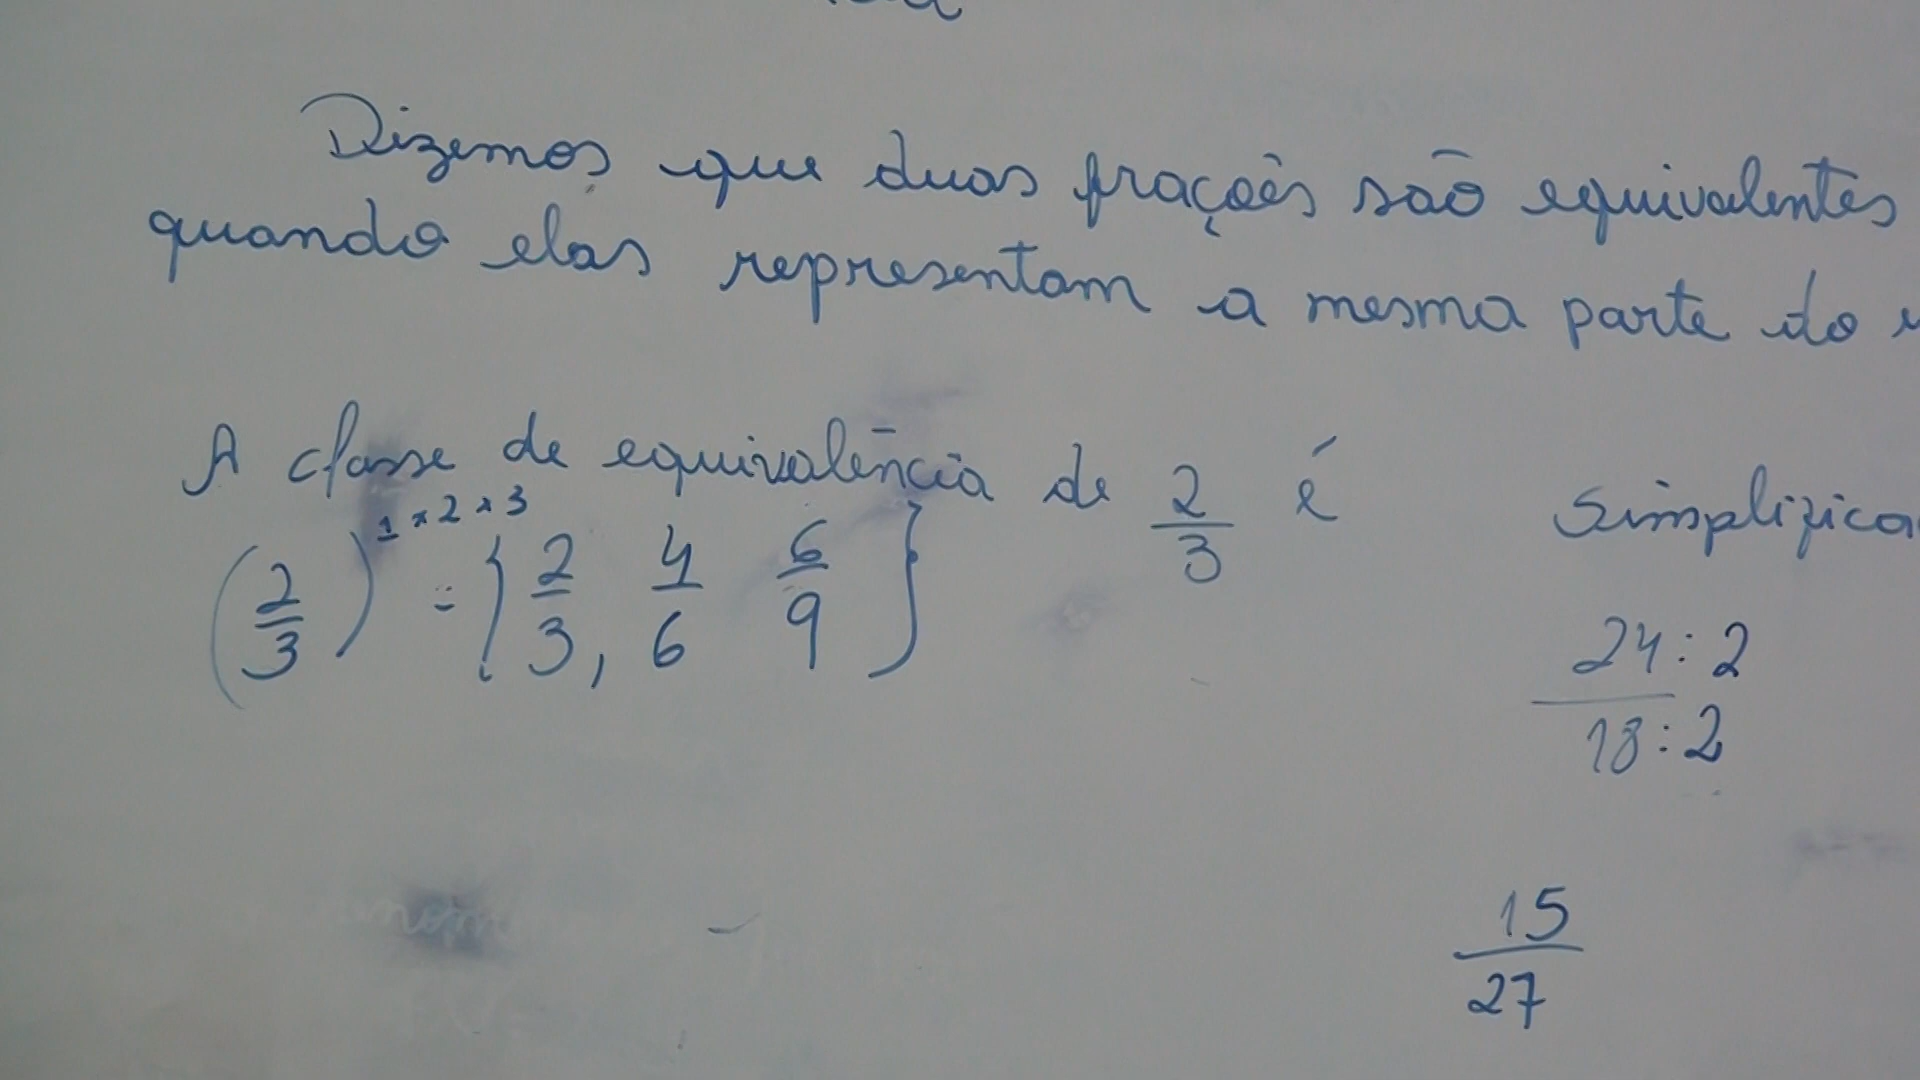 Dizemos que duas frações são equivalentes
quando elas representam a mesma parte do
A classe de equivalência de 2/3 é
(2/3) 1 x 2 x 3 = { 2/3, 4/6 6/9 }
Simplifica
24 : 2
18 : 2
15
27